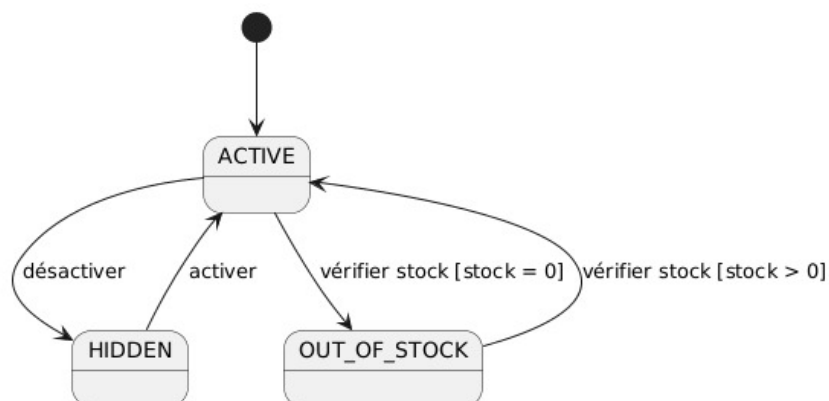 ACTIVE
désactiver
activer
vérifier stock [stock = 0]
vérifier stock [stock > 0]
HIDDEN
OUT_OF_STOCK